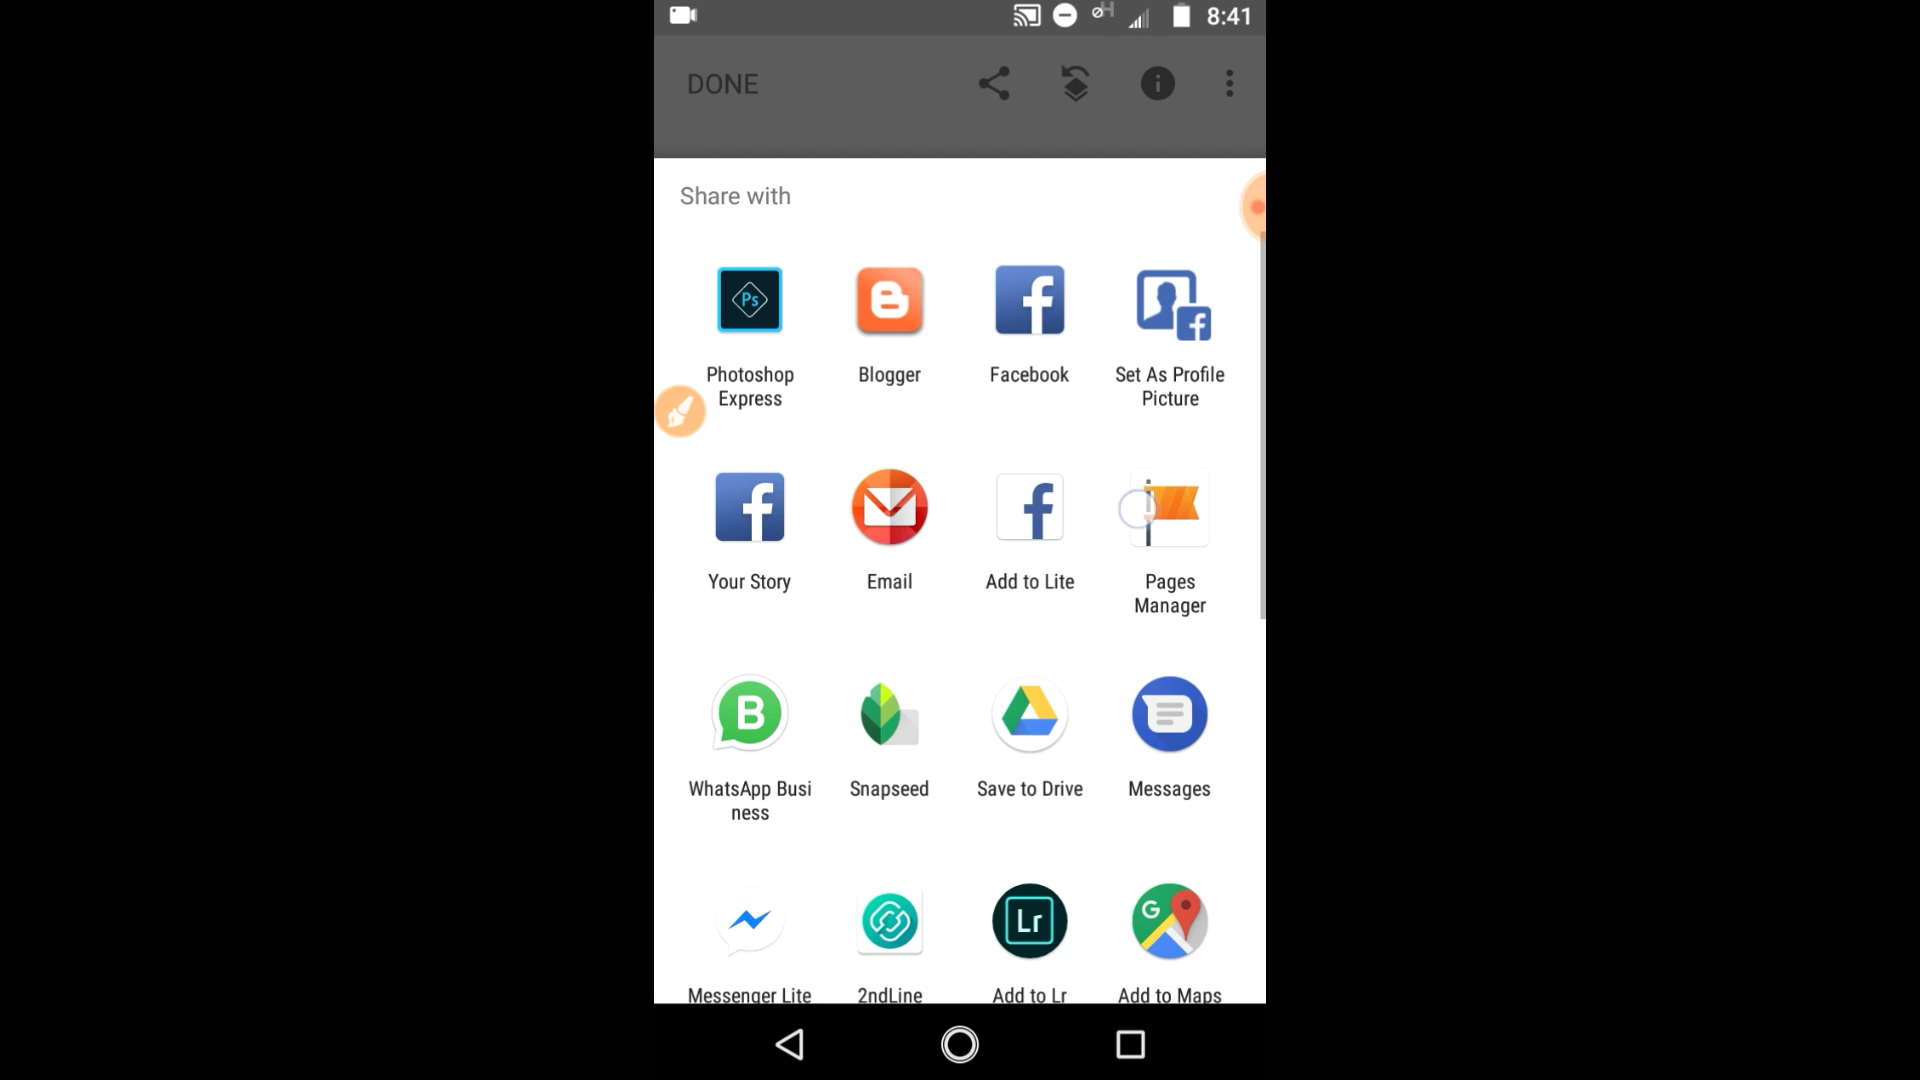 8:41
DONE
Share with
Ps
Photoshop
Express
Blogger
Facebook
Set As Profile
Picture
Your Story
Email
Add to Lite
Pages
Manager
B
WhatsApp Busi
ness
Snapseed
Save to Drive
Messages
Lr
G
Messenger Lite
2ndLine
Add to Lr
Add to Maps